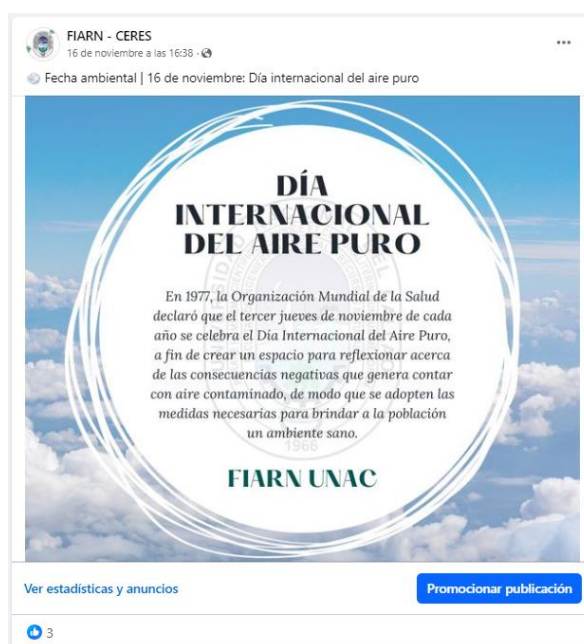 FIARN - CERES
16 de noviembre a las 16:38 ·
Fecha ambiental | 16 de noviembre: Día internacional del aire puro
DÍA
INTERNACIONAL
DEL AIRE PURO
En 1977, la Organización Mundial de la Salud
declaró que el tercer jueves de noviembre de cada
año se celebra el Día Internacional del Aire Puro,
a fin de crear un espacio para reflexionar acerca
de las consecuencias negativas que genera contar
con aire contaminado, de modo que se adopten las
medidas necesarias para brindar a la población
un ambiente sano.
1966
FIARN UNAC
Ver estadísticas y anuncios
Promocionar publicación
3